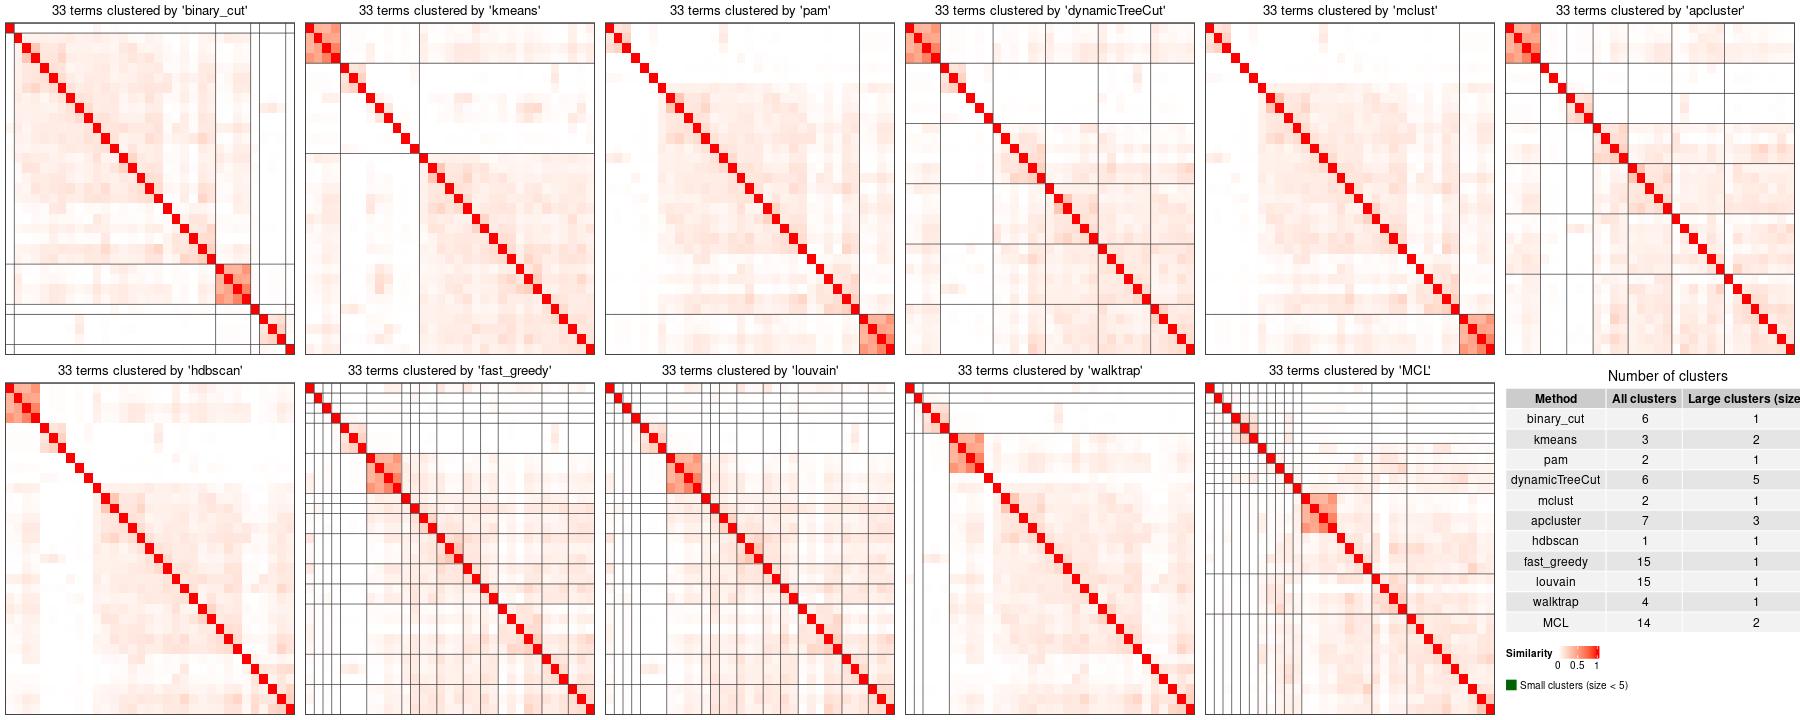 33 terms clustered by 'binary_cut'
33 terms clustered by 'kmeans'
33 terms clustered by 'pam'
33 terms clustered by 'dynamicTreeCut'
33 terms clustered by 'mclust'
33 terms clustered by 'apcluster'
33 terms clustered by 'hdbscan'
33 terms clustered by 'fast_greedy'
33 terms clustered by 'louvain'
33 terms clustered by 'walktrap'
33 terms clustered by 'MCL'
Number of clusters
Method All clusters Large clusters (size
binary_cut 6 1
kmeans 3 2
pam 2 1
dynamicTreeCut 6 5
mclust 2 1
apcluster 7 3
hdbscan 1 1
fast_greedy 15 1
louvain 15 1
walktrap 4 1
MCL 14 2
Similarity
0 0.5 1
Small clusters (size < 5)